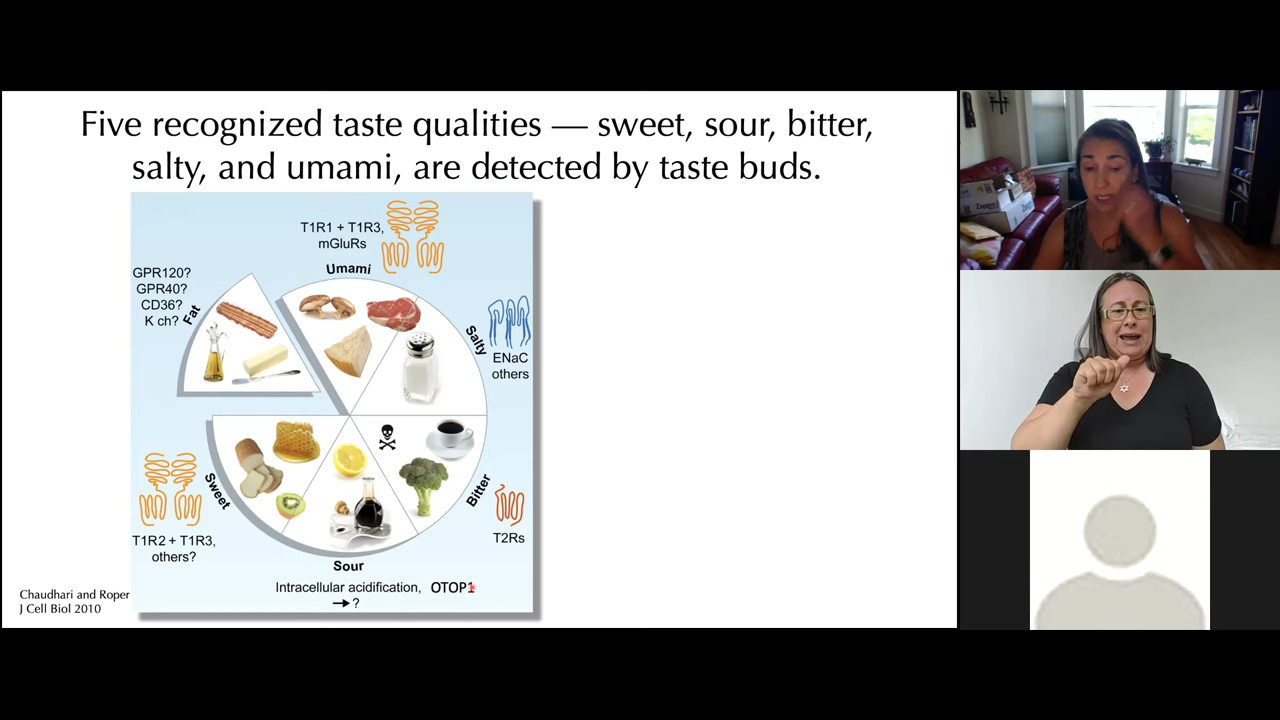 Five recognized taste qualities — sweet, sour, bitter,
salty, and umami, are detected by taste buds.
T1R1 + T1R3,
mGluRs
Umami
GPR120?
GPR40?
CD36?
K ch?
Fat
Salty
ENaC
others
Sweet
T1R2 + T1R3,
others?
Bitter
T2Rs
Sour
Intracellular acidification, OTOP1
→ ?
Chaudhari and Roper
J Cell Biol 2010